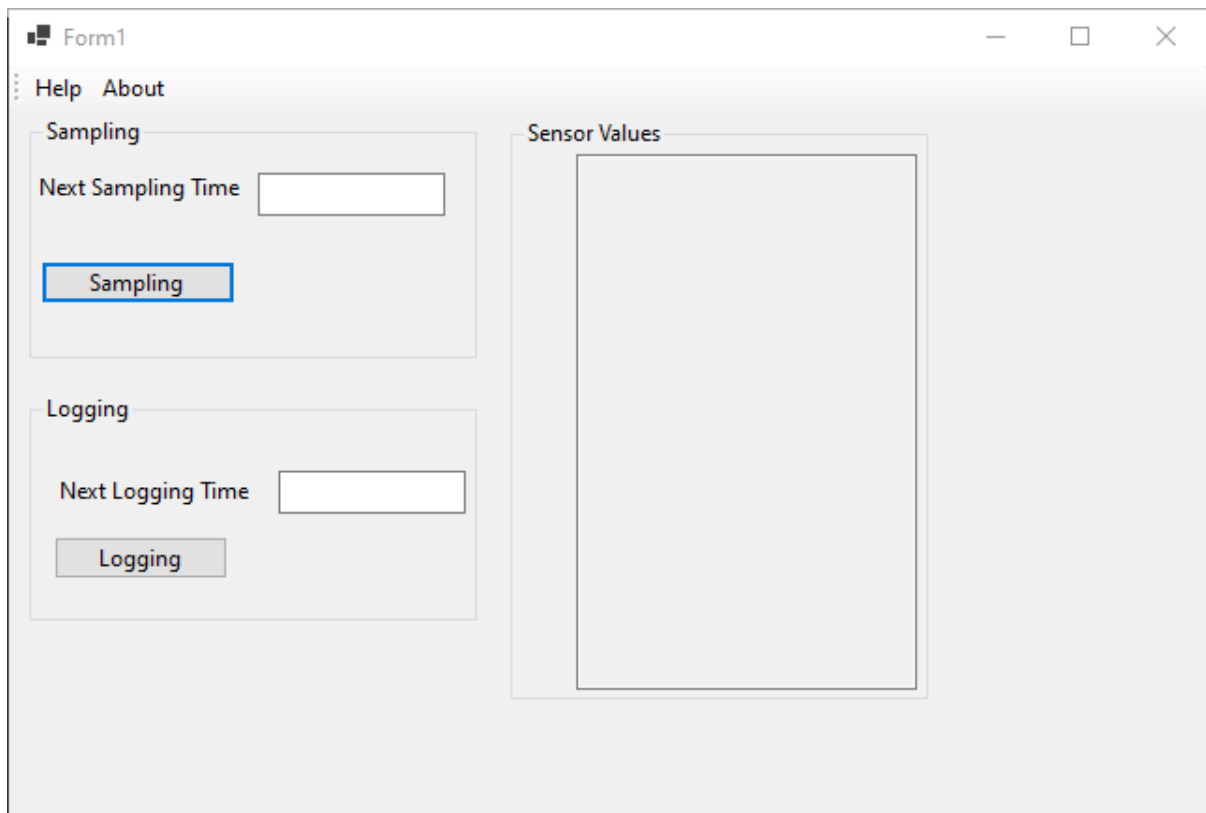 Form1
Help About
Sampling
Next Sampling Time
Sampling
Logging
Next Logging Time
Logging
Sensor Values